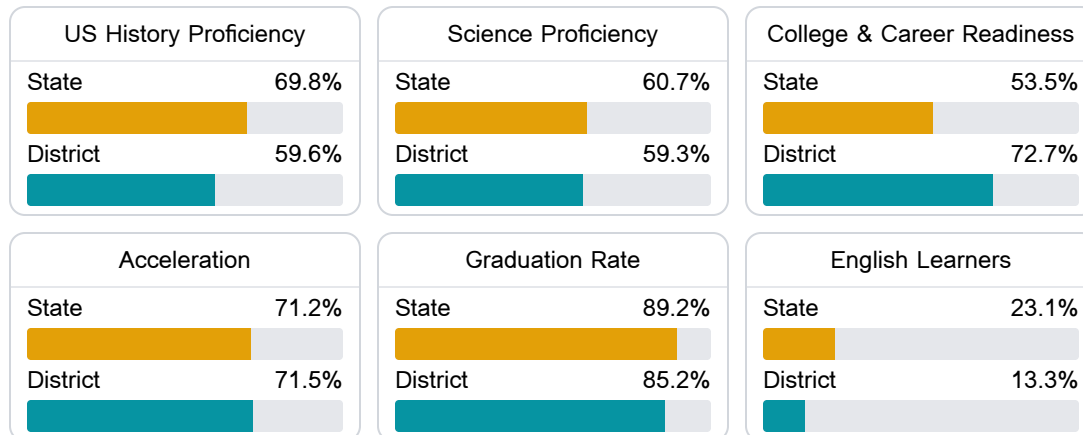 US History Proficiency
State 69.8%
District 59.6%
Science Proficiency
State 60.7%
District 59.3%
College & Career Readiness
State 53.5%
District 72.7%
Acceleration
State 71.2%
District 71.5%
Graduation Rate
State 89.2%
District 85.2%
English Learners
State 23.1%
District 13.3%